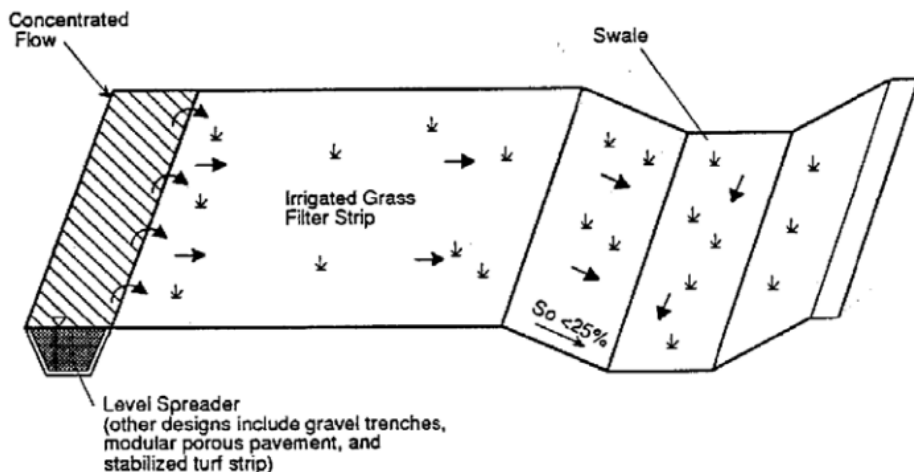 Concentrated
Flow
Swale
Irrigated Grass
Filter Strip
So <25%
Level Spreader
(other designs include gravel trenches,
modular porous pavement, and
stabilized turf strip)